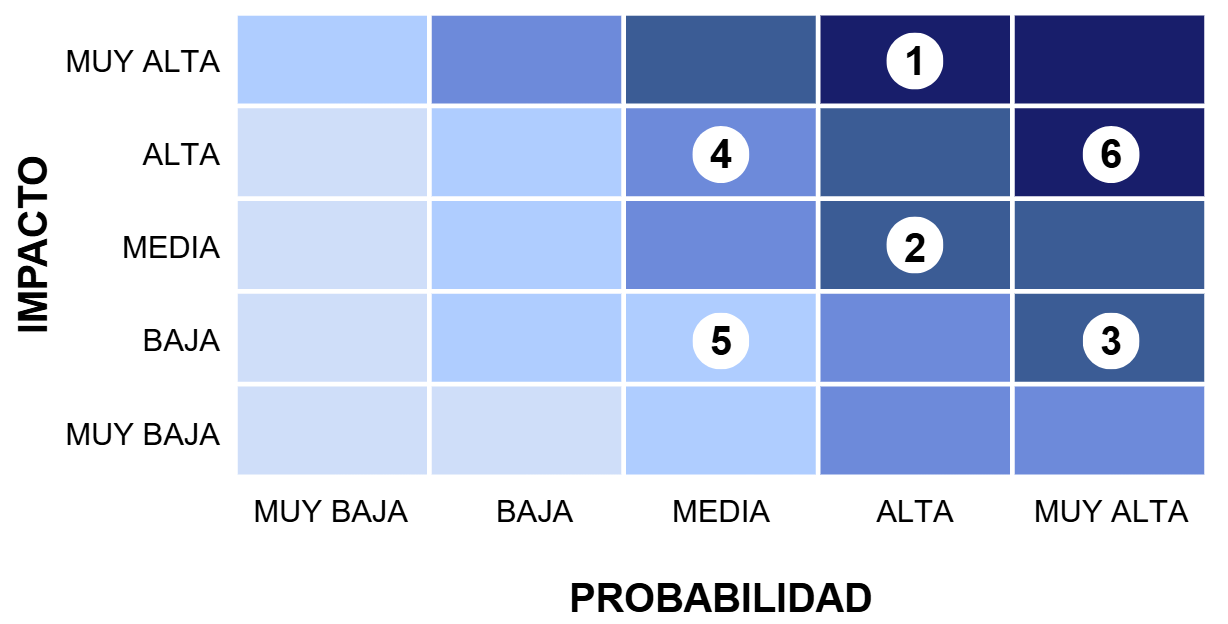 IMPACTO
MUY ALTA
1
ALTA
4
6
MEDIA
2
BAJA
5
3
MUY BAJA
MUY BAJA
BAJA
MEDIA
ALTA
MUY ALTA
PROBABILIDAD